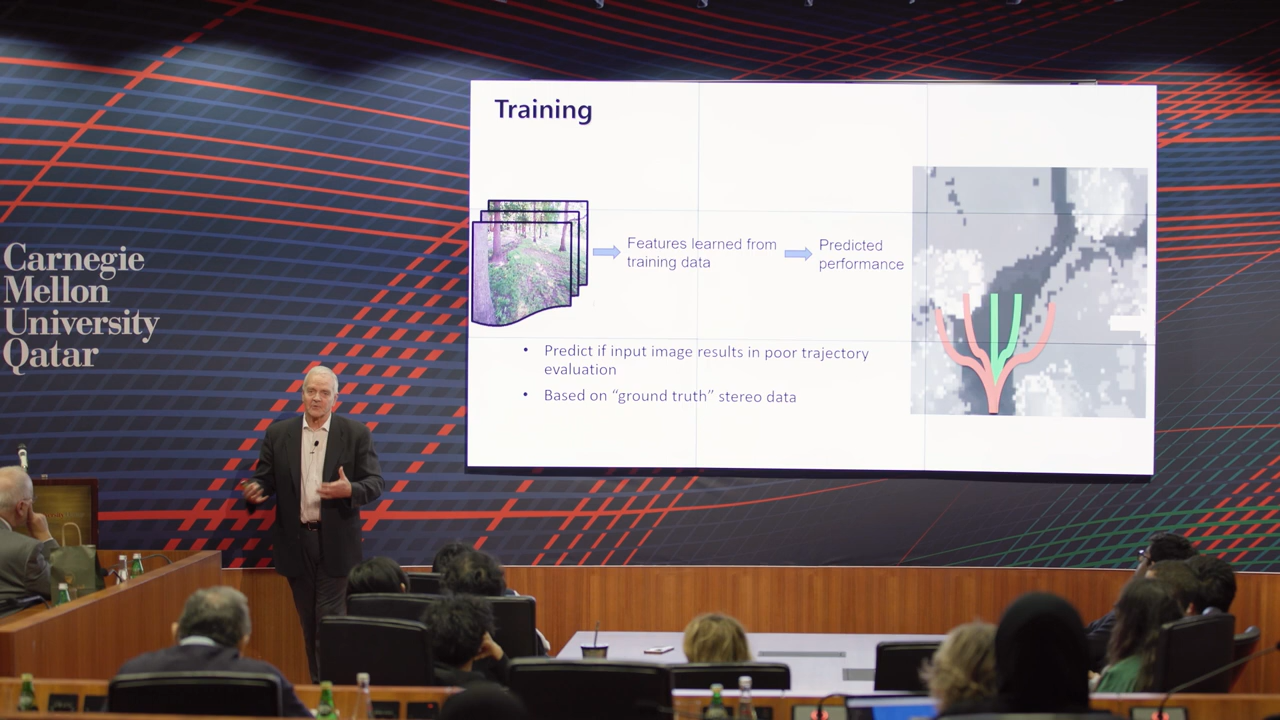 Training
Features learned from
training data
Predicted
performance
• Predict if input image results in poor trajectory
evaluation
• Based on “ground truth” stereo data
Carnegie
Mellon
University
Qatar